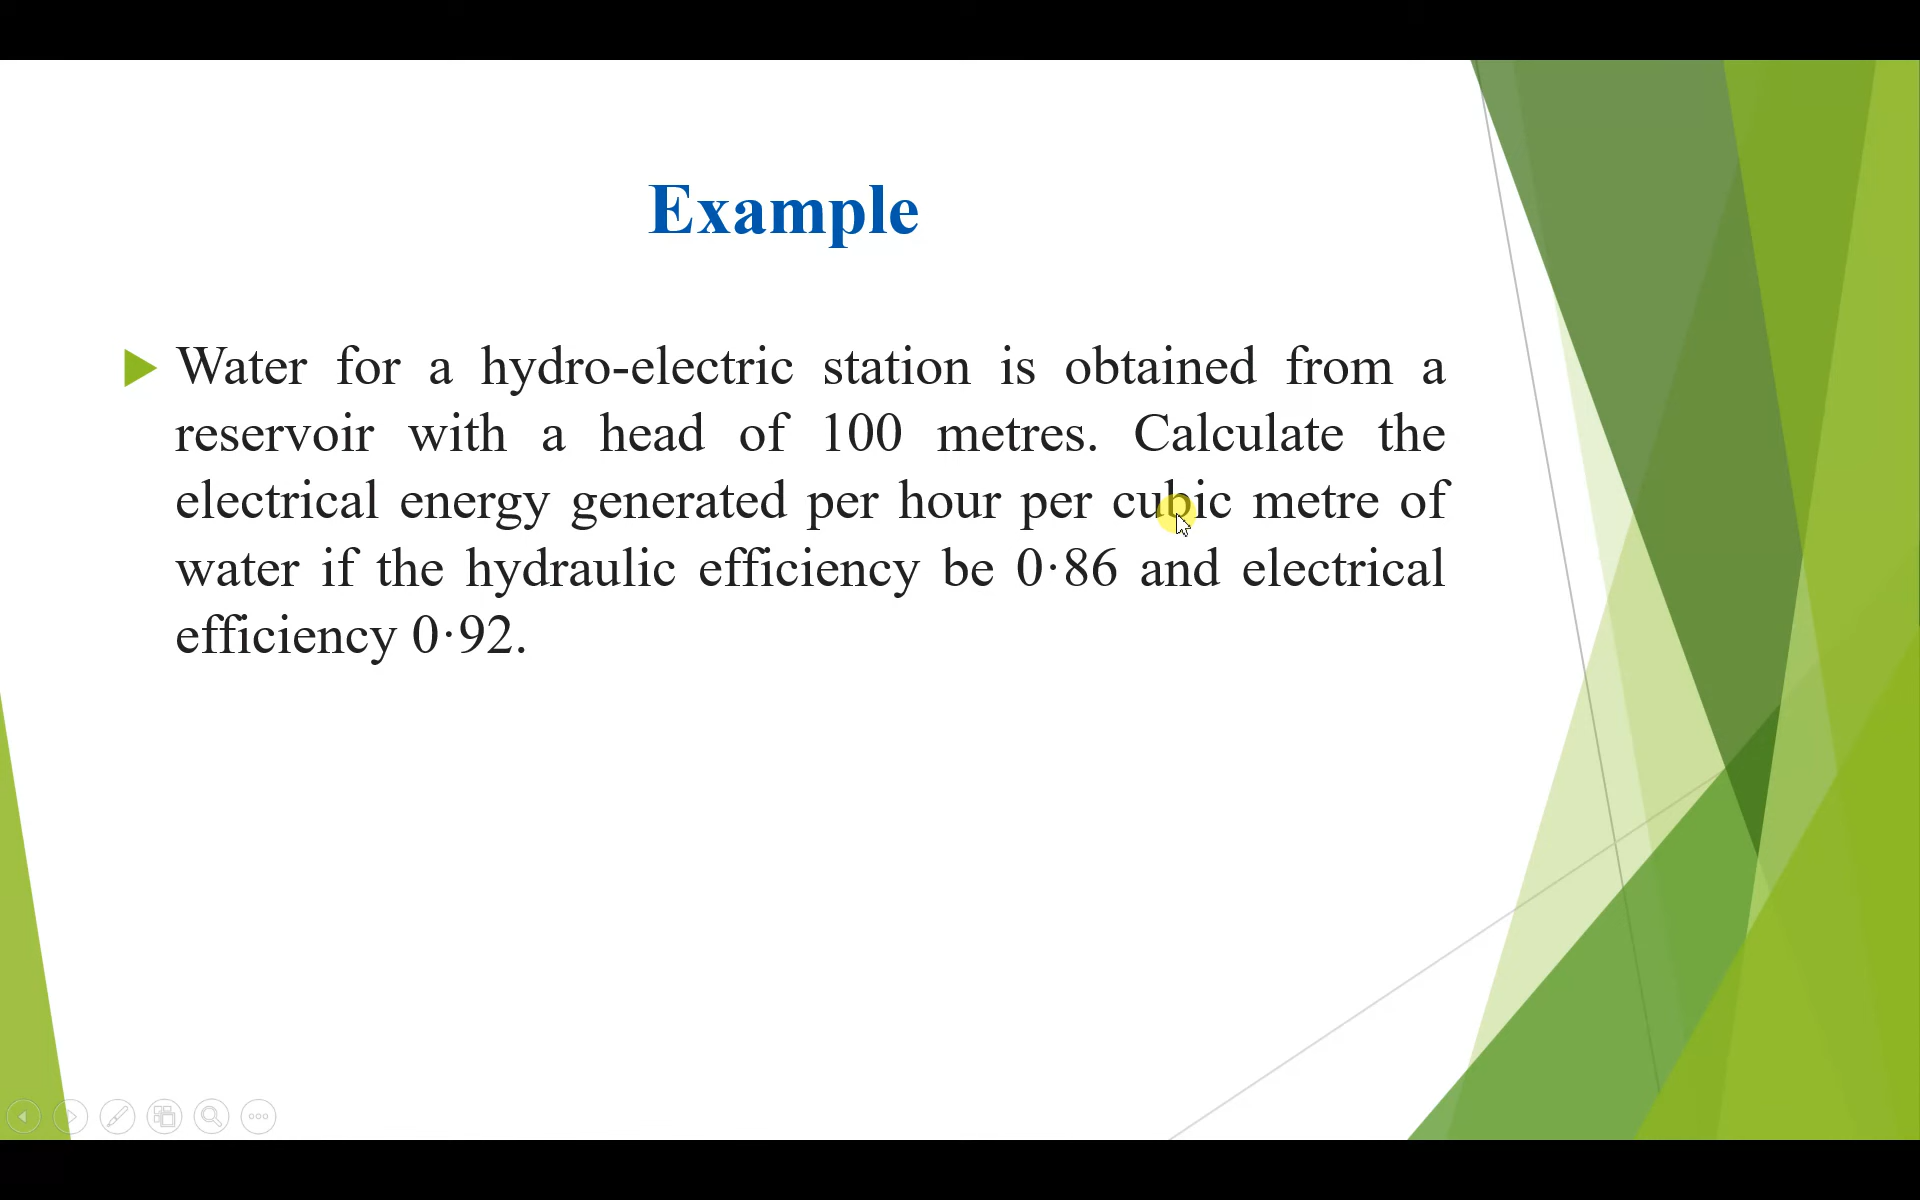 Example
Water for a hydro-electric station is obtained from a
reservoir with a head of 100 metres. Calculate the
electrical energy generated per hour per cubic metre of
water if the hydraulic efficiency be 0·86 and electrical
efficiency 0·92.